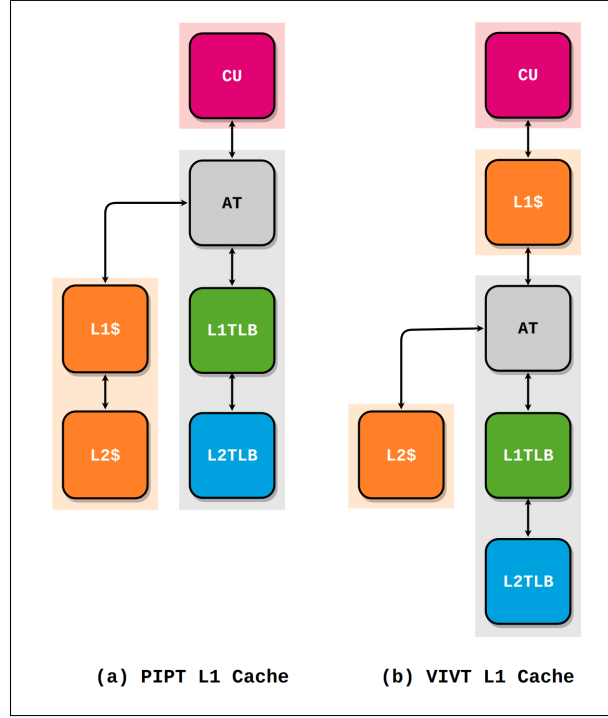 CU
AT
L1$
L1TLB
L2$
L2TLB
(a) PIPT L1 Cache
CU
L1$
AT
L2$
L1TLB
L2TLB
(b) VIVT L1 Cache